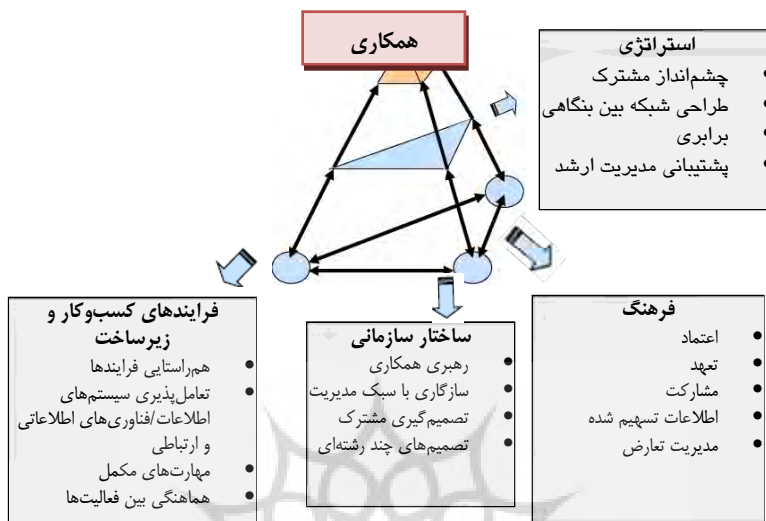 همکاری
استراتژی
• چشم‌انداز مشترک
• طراحی شبکه بین بنگاهی
• برابری
• پشتیبانی مدیریت ارشد
فرهنگ
• اعتماد
• تعهد
• مشارکت
• اطلاعات تسهیم شده
• مدیریت تعارض
ساختار سازمانی
• رهبری همکاری
• سازگاری با سبک مدیریت
• تصمیم‌گیری مشترک
• تصمیم‌های چند رشته‌ای
فرایندهای کسب‌وکار و
زیرساخت
• هم‌راستایی فرایندها
• تعامل‌پذیری سیستم‌های
اطلاعات/فناوری‌های اطلاعاتی
و ارتباطی
• مهارت‌های مکمل
• هماهنگی بین فعالیت‌ها